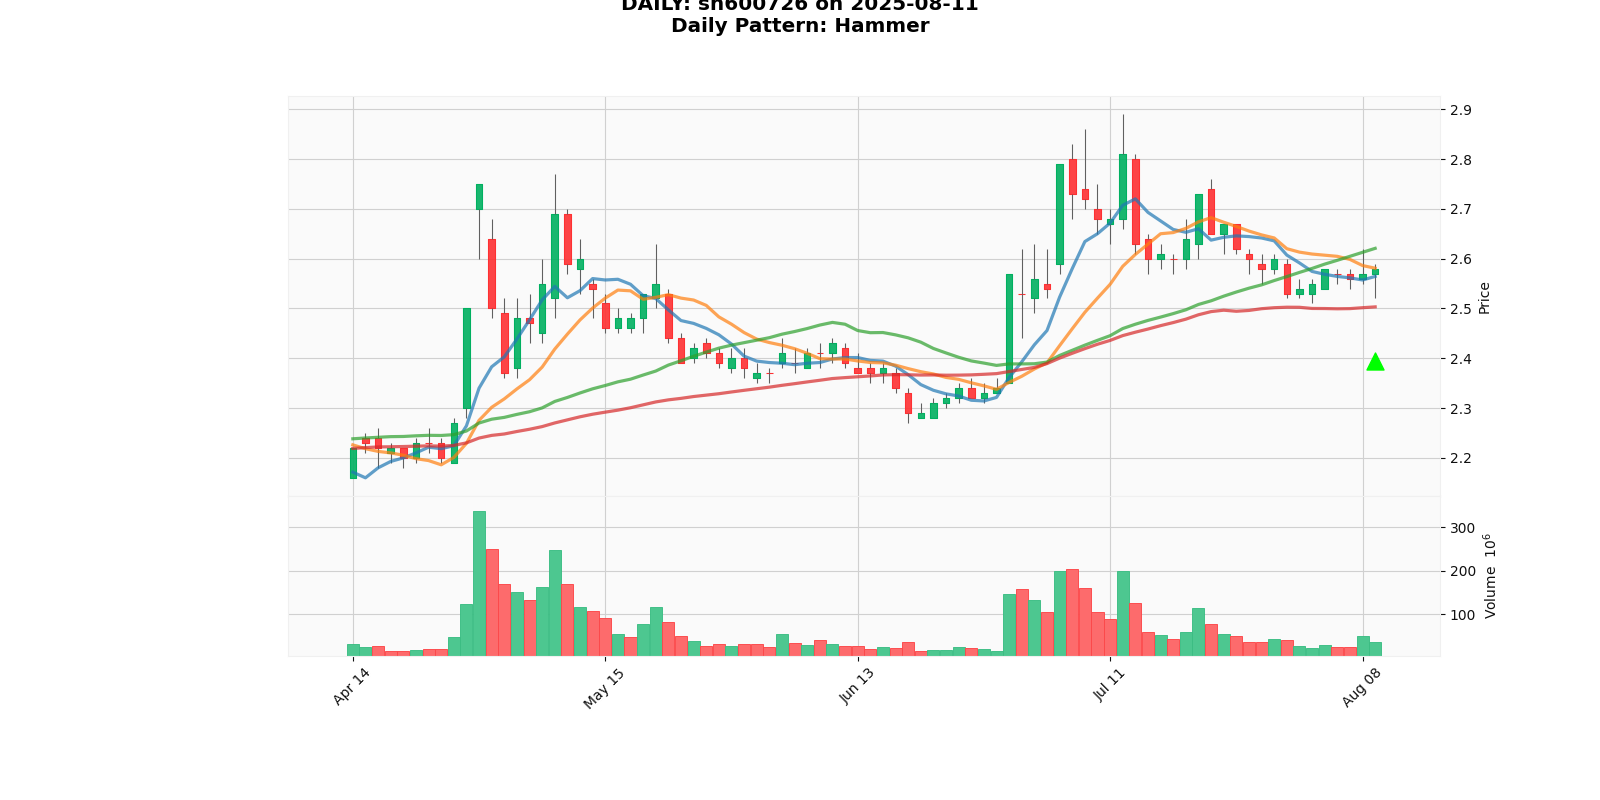 DAILY: sh600726 on 2025-08-11
Daily Pattern: Hammer
2.9
2.8
2.7
2.6
2.5
2.4
2.3
2.2
Price
300
200
100
Volume 10^6
Apr 14
May 15
Jun 13
Jul 11
Aug 08